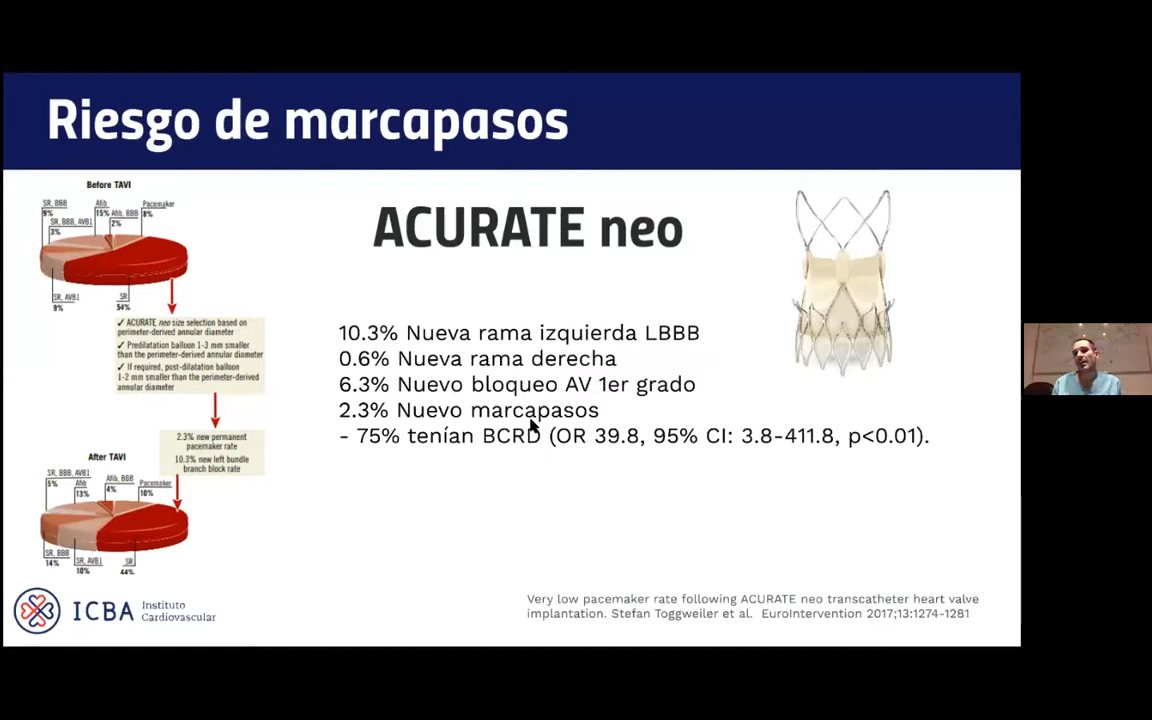 Riesgo de marcapasos
Before TAVI
SR, BBB
9%
SR, BBB, AVB1
3%
Afib
15%
Afib, BBB
2%
Pacemaker
8%
SR, AVB1
9%
SR
54%
✓ ACURATE neo size selection based on
perimeter-derived annular diameter
✓ Predilatation balloon 1-3 mm smaller
than the perimeter-derived annular diameter
✓ If required, post-dilatation balloon
1-2 mm smaller than the perimeter-derived
annular diameter
2.3% new permanent
pacemaker rate
10.3% new left bundle
branch block rate
After TAVI
SR, BBB, AVB1
5%
Afib
13%
Afib, BBB
4%
Pacemaker
10%
SR, BBB
14%
SR, AVB1
10%
SR
44%
ACURATE neo
10.3% Nueva rama izquierda LBBB
0.6% Nueva rama derecha
6.3% Nuevo bloqueo AV 1er grado
2.3% Nuevo marcapasos
- 75% tenían BCRD (OR 39.8, 95% CI: 3.8-411.8, p<0.01).
ICBA
Instituto
Cardiovascular
Very low pacemaker rate following ACURATE neo transcatheter heart valve
implantation. Stefan Toggweiler et al. EuroIntervention 2017;13:1274-1281